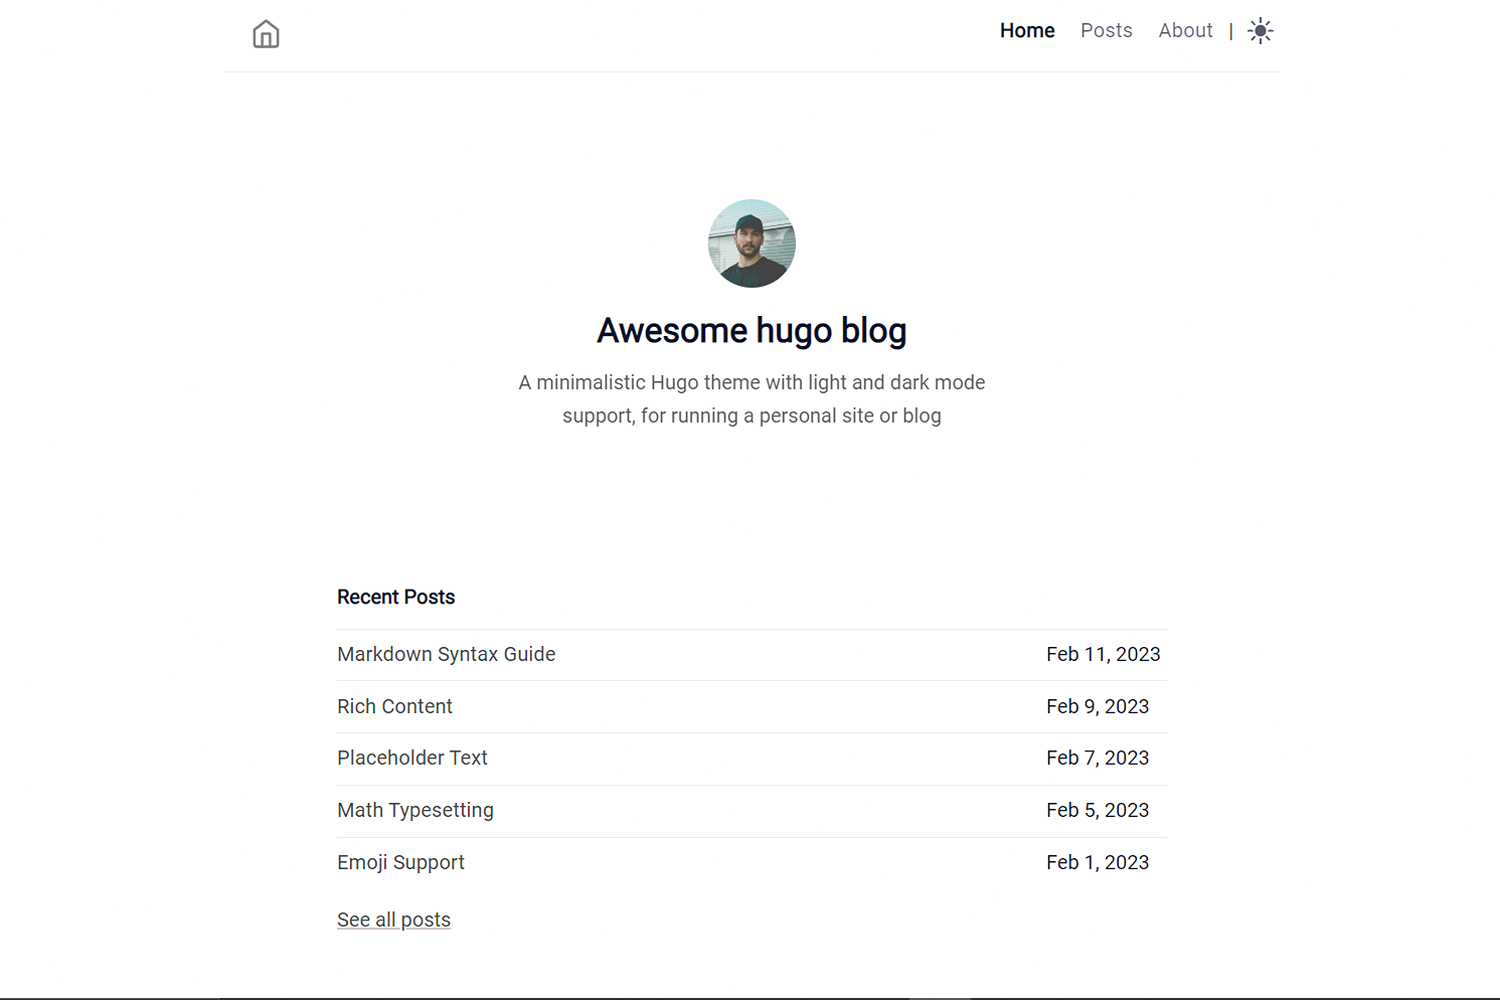 Home Posts About |
Awesome hugo blog
A minimalistic Hugo theme with light and dark mode
support, for running a personal site or blog
Recent Posts
Markdown Syntax Guide Feb 11, 2023
Rich Content Feb 9, 2023
Placeholder Text Feb 7, 2023
Math Typesetting Feb 5, 2023
Emoji Support Feb 1, 2023
See all posts